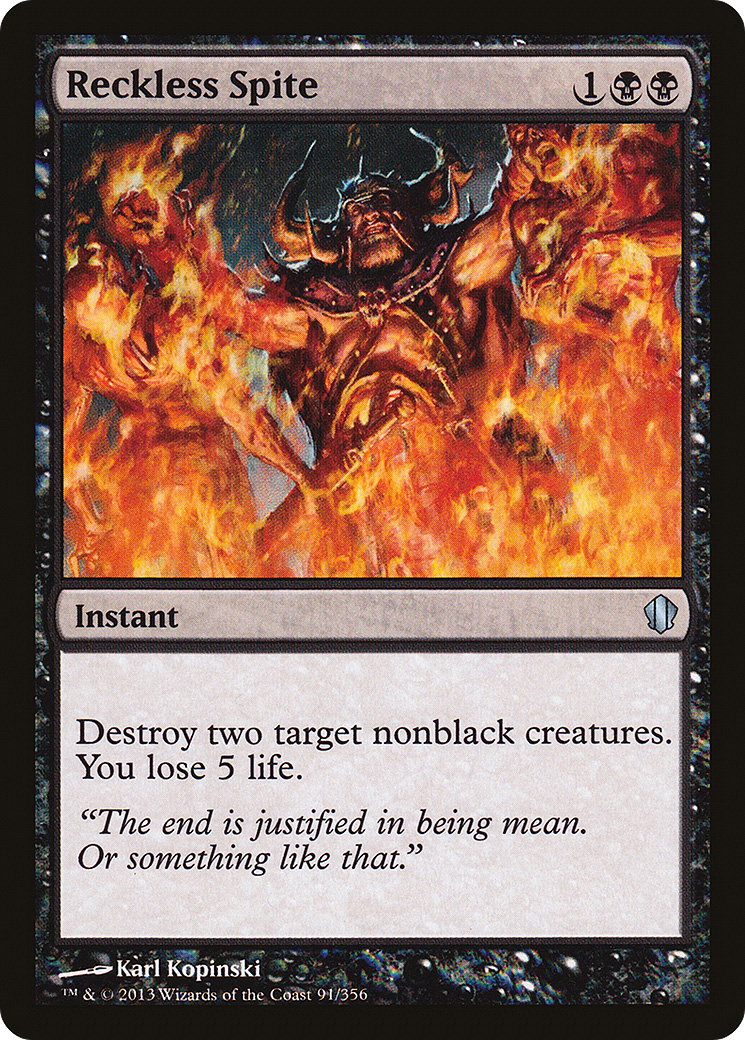 Reckless Spite 1
Instant
Destroy two target nonblack creatures.
You lose 5 life.
“The end is justified in being mean.
Or something like that.”
Karl Kopinski
™ & © 2013 Wizards of the Coast 91/356